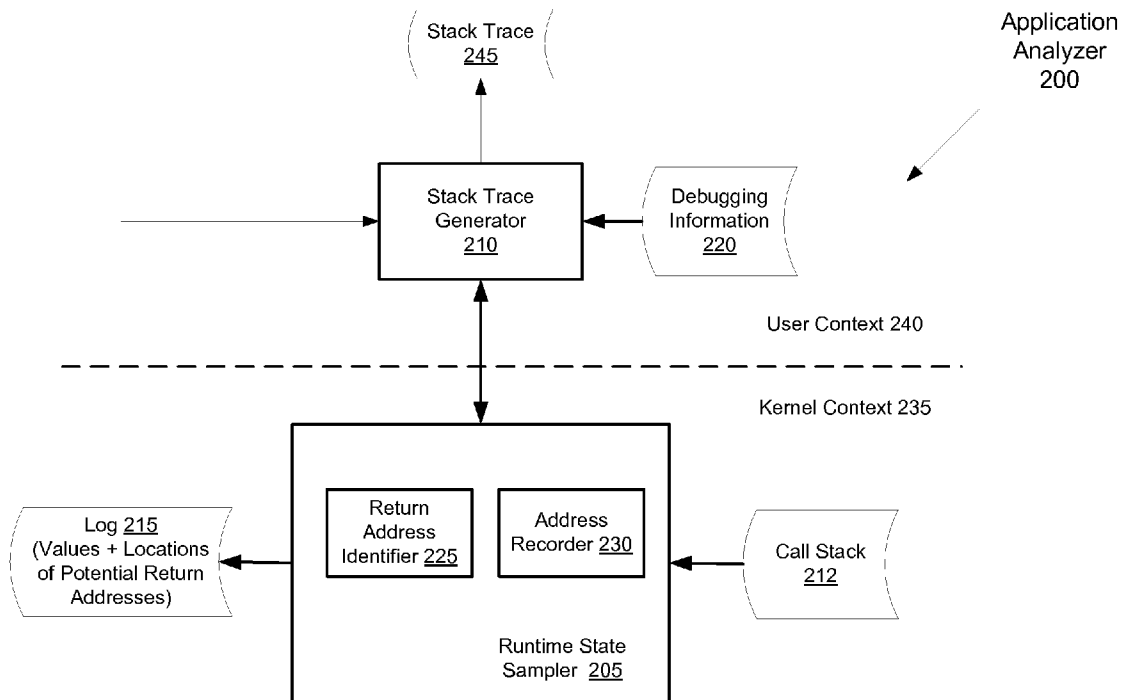 Stack Trace
245
Application
Analyzer
200
Stack Trace
Generator
210
Debugging
Information
220
User Context 240
Kernel Context 235
Log 215
(Values + Locations
of Potential Return
Addresses)
Return
Address
Identifier 225
Address
Recorder 230
Call Stack
212
Runtime State
Sampler 205